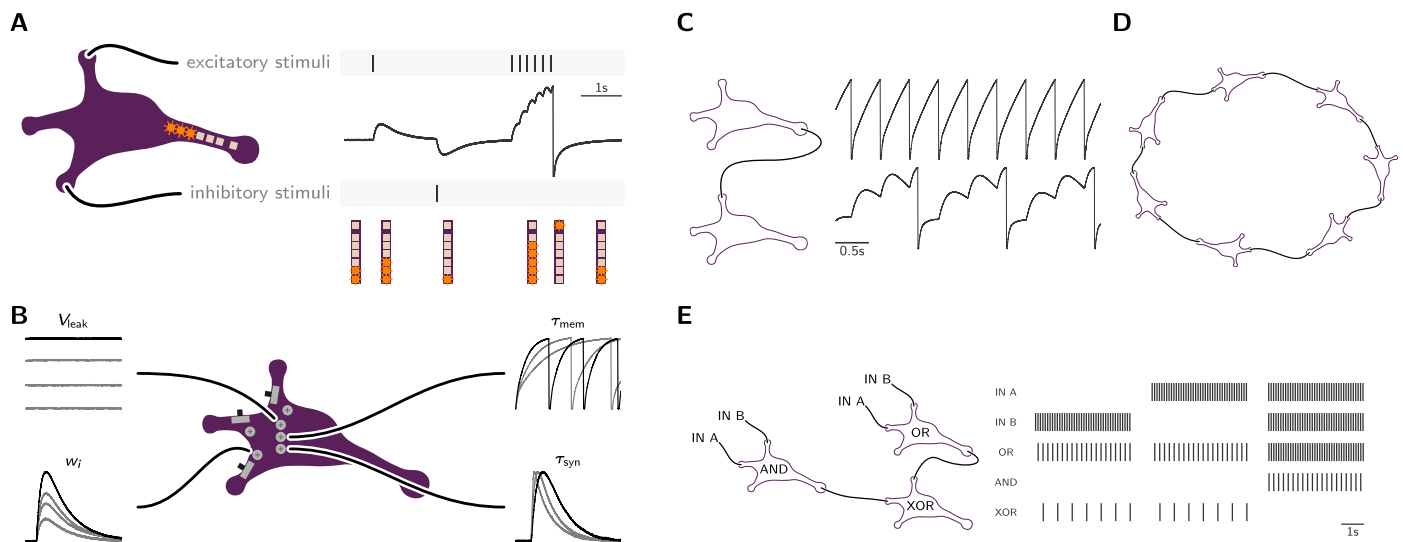 A
excitatory stimuli
1s
inhibitory stimuli
B
V_leak
τ_mem
w_i
τ_syn
C
0.5s
D
E
IN B
IN A
OR
IN B
IN A
AND
XOR
IN A
IN B
OR
AND
XOR
1s